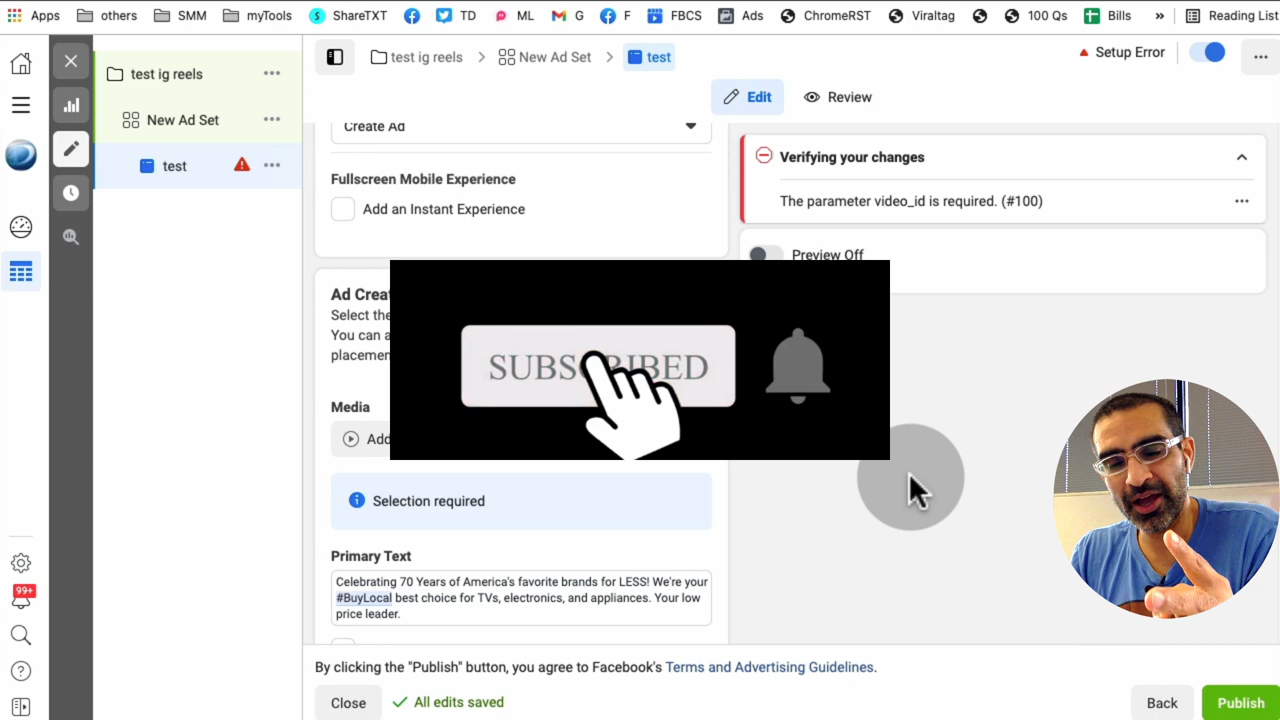 Apps others SMM myTools ShareTXT TD ML G F FBCS Ads ChromeRST Viraltag 100 Qs Bills » Reading List
test ig reels
New Ad Set
test
test ig reels > New Ad Set > test
Setup Error
Edit Review
Create Ad
Fullscreen Mobile Experience
Add an Instant Experience
Verifying your changes
The parameter video_id is required. (#100)
Preview Off
Select the
You can a
placemen
Media
Add
SUBSCRIBED
Selection required
Primary Text
Celebrating 70 Years of America's favorite brands for LESS! We're your
#BuyLocal best choice for TVs, electronics, and appliances. Your low
price leader.
99+
By clicking the "Publish" button, you agree to Facebook's Terms and Advertising Guidelines.
Close All edits saved
Back Publish